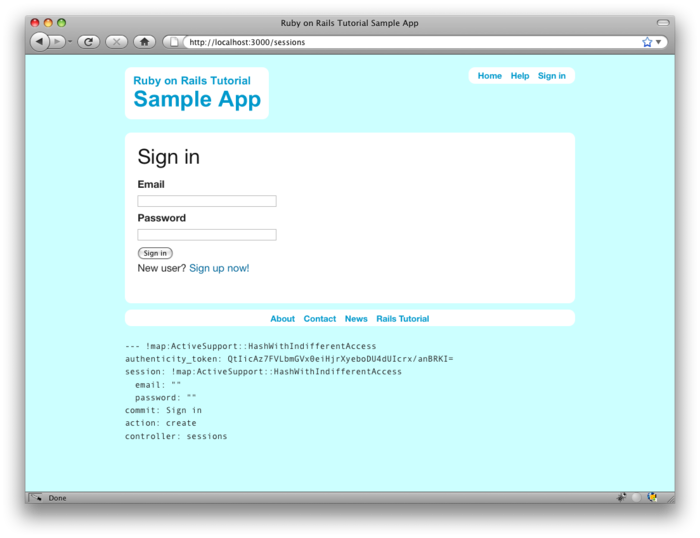 Ruby on Rails Tutorial Sample App
http://localhost:3000/sessions
Ruby on Rails Tutorial
Sample App
Home Help Sign in
Sign in
Email
Password
Sign in
New user? Sign up now!
About Contact News Rails Tutorial
--- !map:ActiveSupport::HashWithIndifferentAccess
authenticity_token: QtIicAz7FVLbmGVx0eiHjrXyeboDU4dUIcrx/anBRKI=
session: !map:ActiveSupport::HashWithIndifferentAccess
email: ""
password: ""
commit: Sign in
action: create
controller: sessions
Done